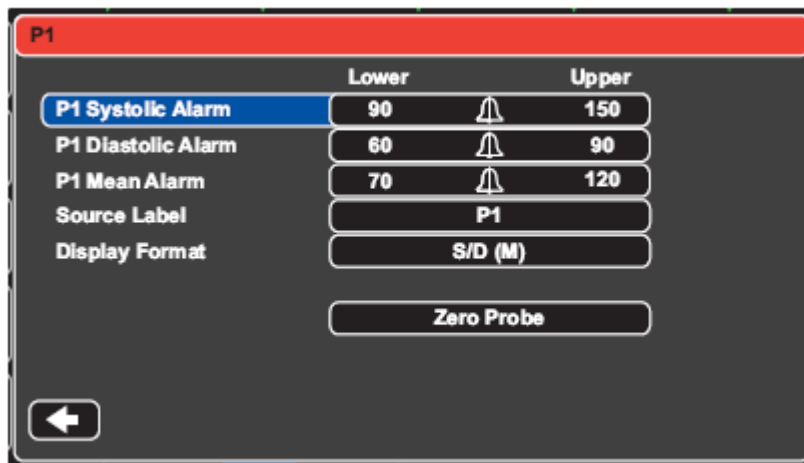 P1
Lower Upper
P1 Systolic Alarm 90 150
P1 Diastolic Alarm 60 90
P1 Mean Alarm 70 120
Source Label P1
Display Format S/D (M)
Zero Probe